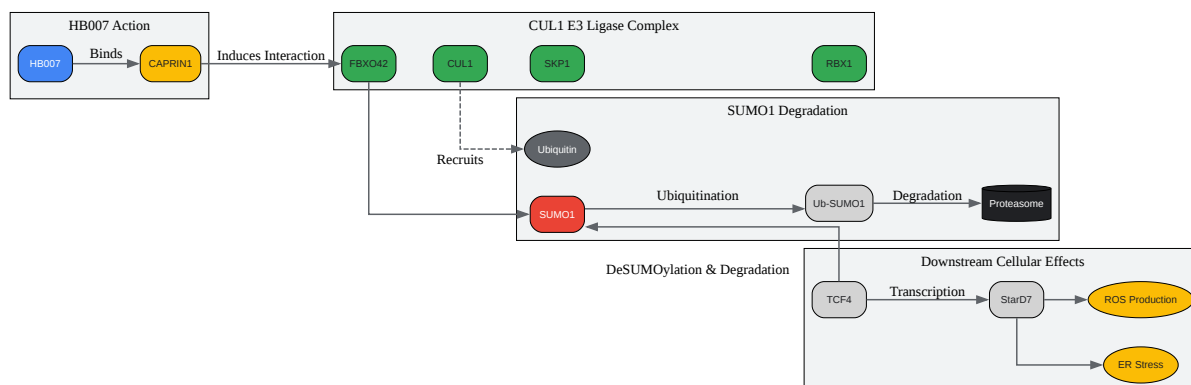 HB007 Action
CUL1 E3 Ligase Complex
Binds
Induces Interaction
HB007
CAPRIN1
FBXO42
CUL1
SKP1
RBX1
SUMO1 Degradation
Recruits
Ubiquitin
Ubiquitination
Degradation
SUMO1
Ub-SUMO1
Proteasome
DeSUMOylation & Degradation
Downstream Cellular Effects
Transcription
TCF4
StarD7
ROS Production
ER Stress